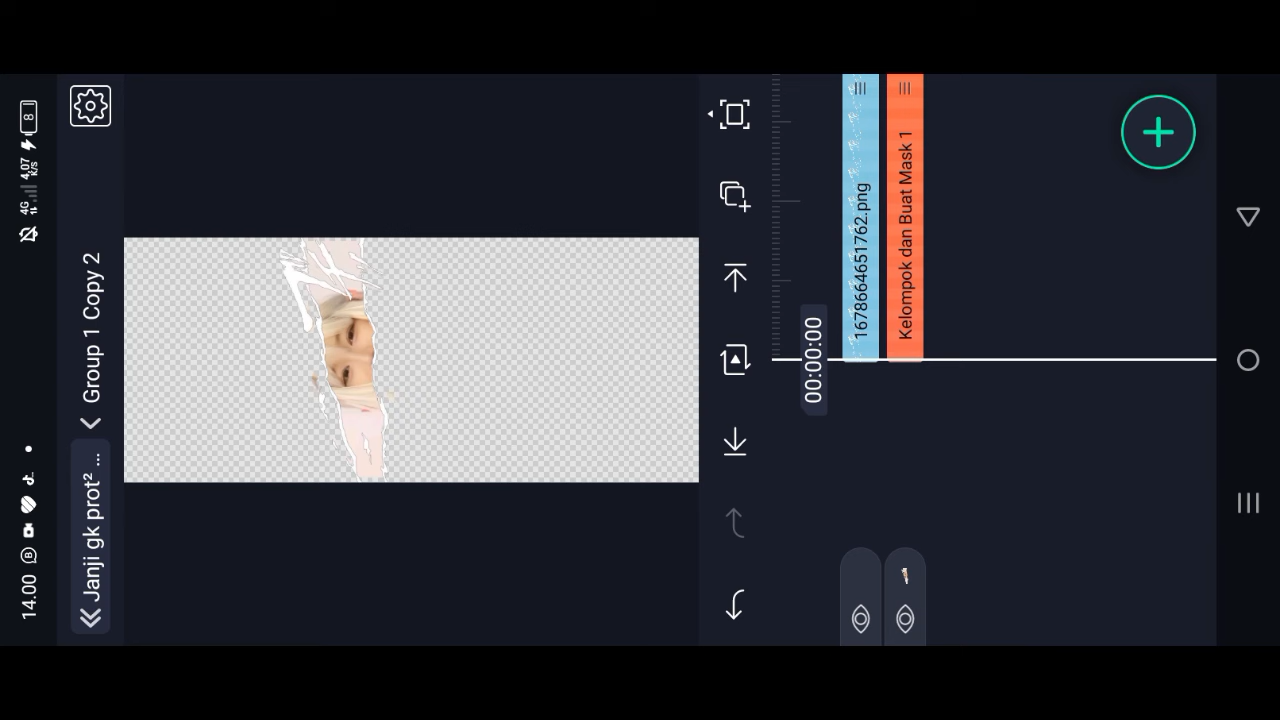 14.00
4G
4,07
K/s
8
Janji gk prot² ...
Group 1 Copy 2
00:00:00
1678664651762.png
Kelompok dan Buat Mask 1